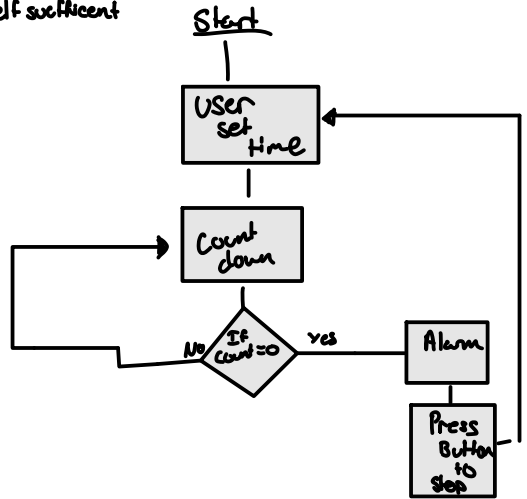 elf sufficent
Start
User
set
time
Count
down
If
count=0
No
yes
Alarm
Press
Button
to
stop